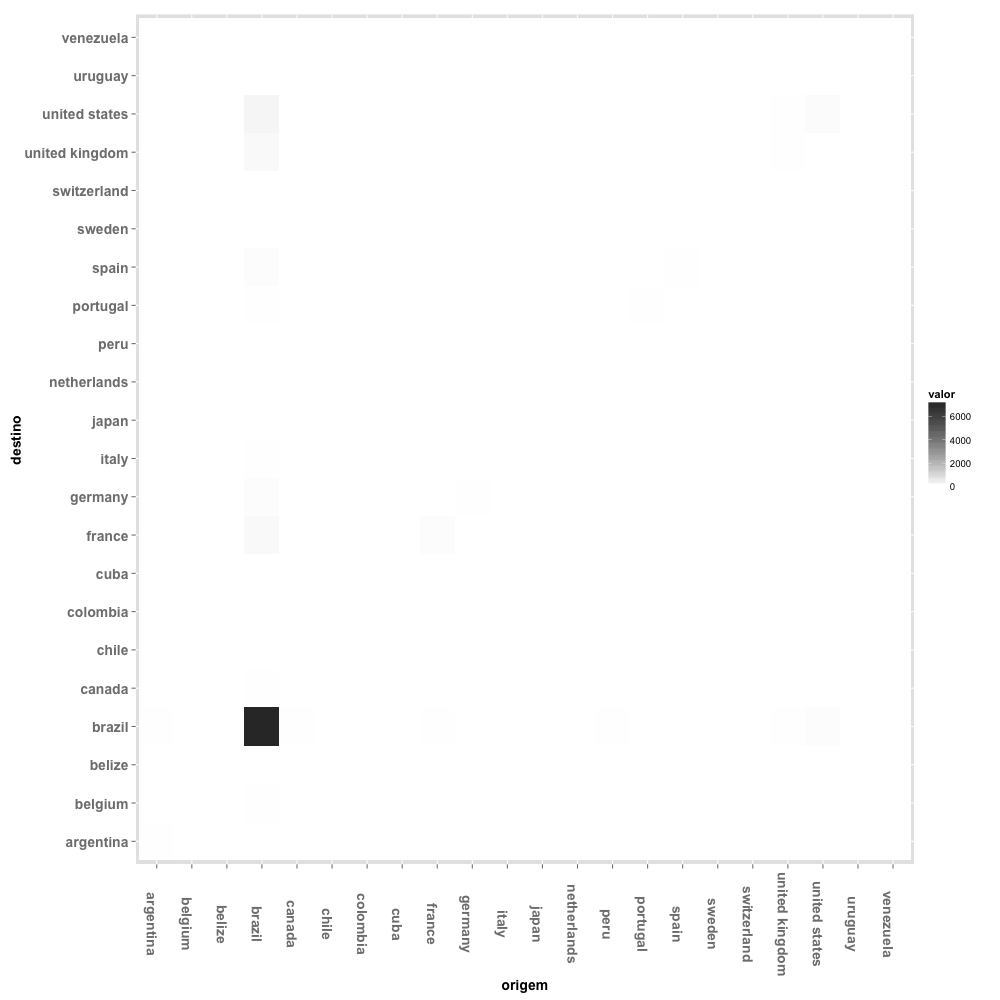 venezuela
uruguay
united states
united kingdom
switzerland
sweden
spain
portugal
peru
netherlands
japan
italy
germany
france
cuba
colombia
chile
canada
brazil
belize
belgium
argentina
destino
argentina
belgium
belize
brazil
canada
chile
colombia
cuba
france
germany
italy
japan
netherlands
peru
portugal
spain
sweden
switzerland
united kingdom
united states
uruguay
venezuela
origem
valor
6000
4000
2000
0